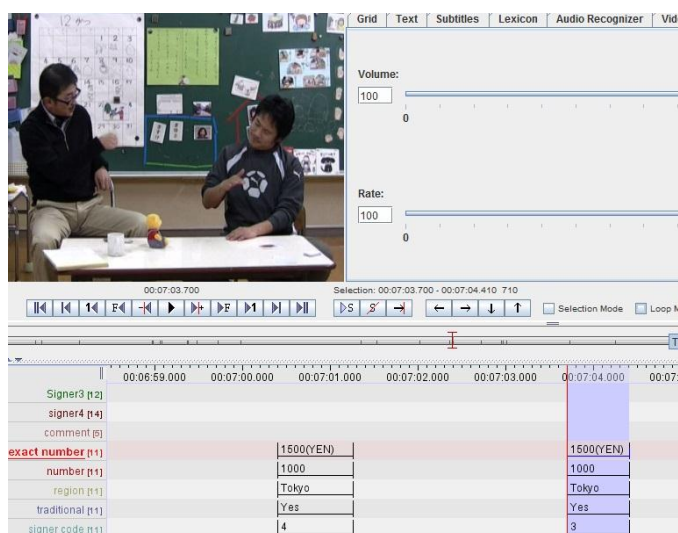 Grid Text Subtitles Lexicon Audio Recognizer
Volume:
100
0
Rate:
100
0
00:07:03.700 Selection: 00:07:03.700 - 00:07:04.410 710
Selection Mode Loop
00:06:59.000 00:07:00.000 00:07:01.000 00:07:02.000 00:07:03.000 00:07:04.000 00:07:
Signer3 [12]
signer4 [14]
comment [5]
exact number [11] 1500(YEN) 1500(YEN)
number [11] 1000 1000
region [11] Tokyo Tokyo
traditional [11] Yes Yes
signer code [11] 4 3